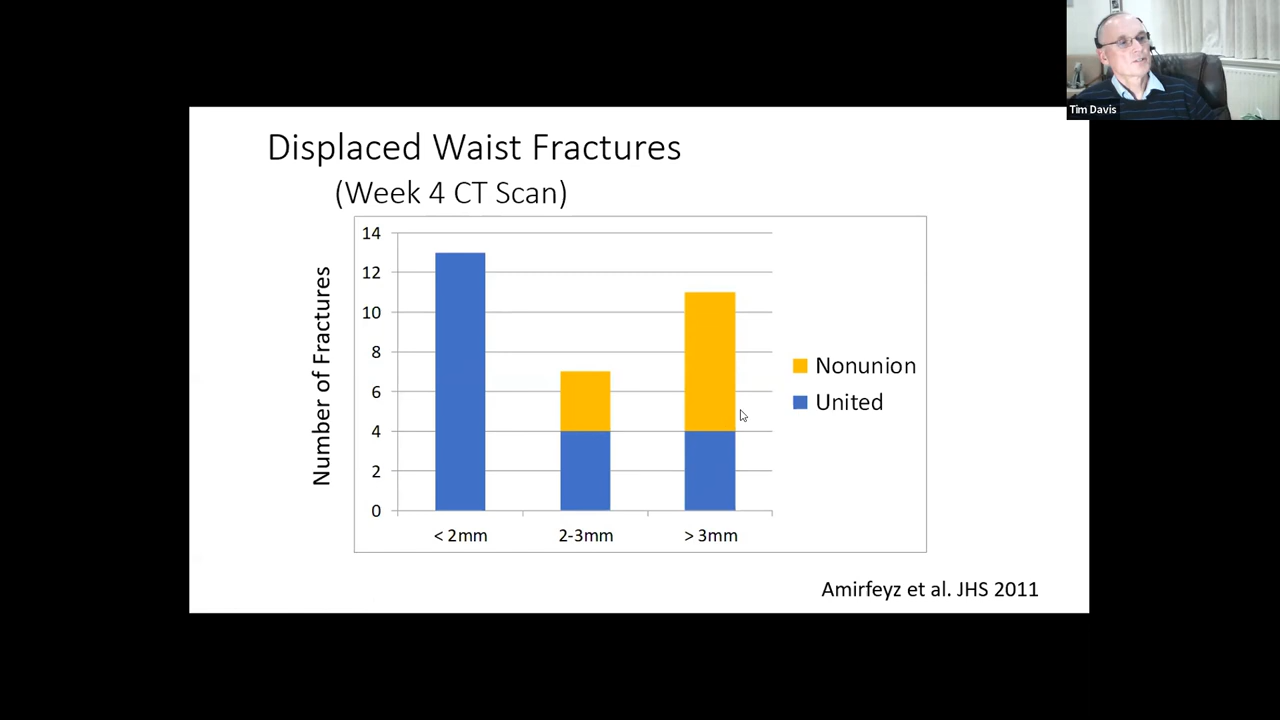 Tim Davis
Displaced Waist Fractures
(Week 4 CT Scan)
Number of Fractures
14
12
10
8
6
4
2
0
< 2mm
2-3mm
> 3mm
Nonunion
United
Amirfeyz et al. JHS 2011